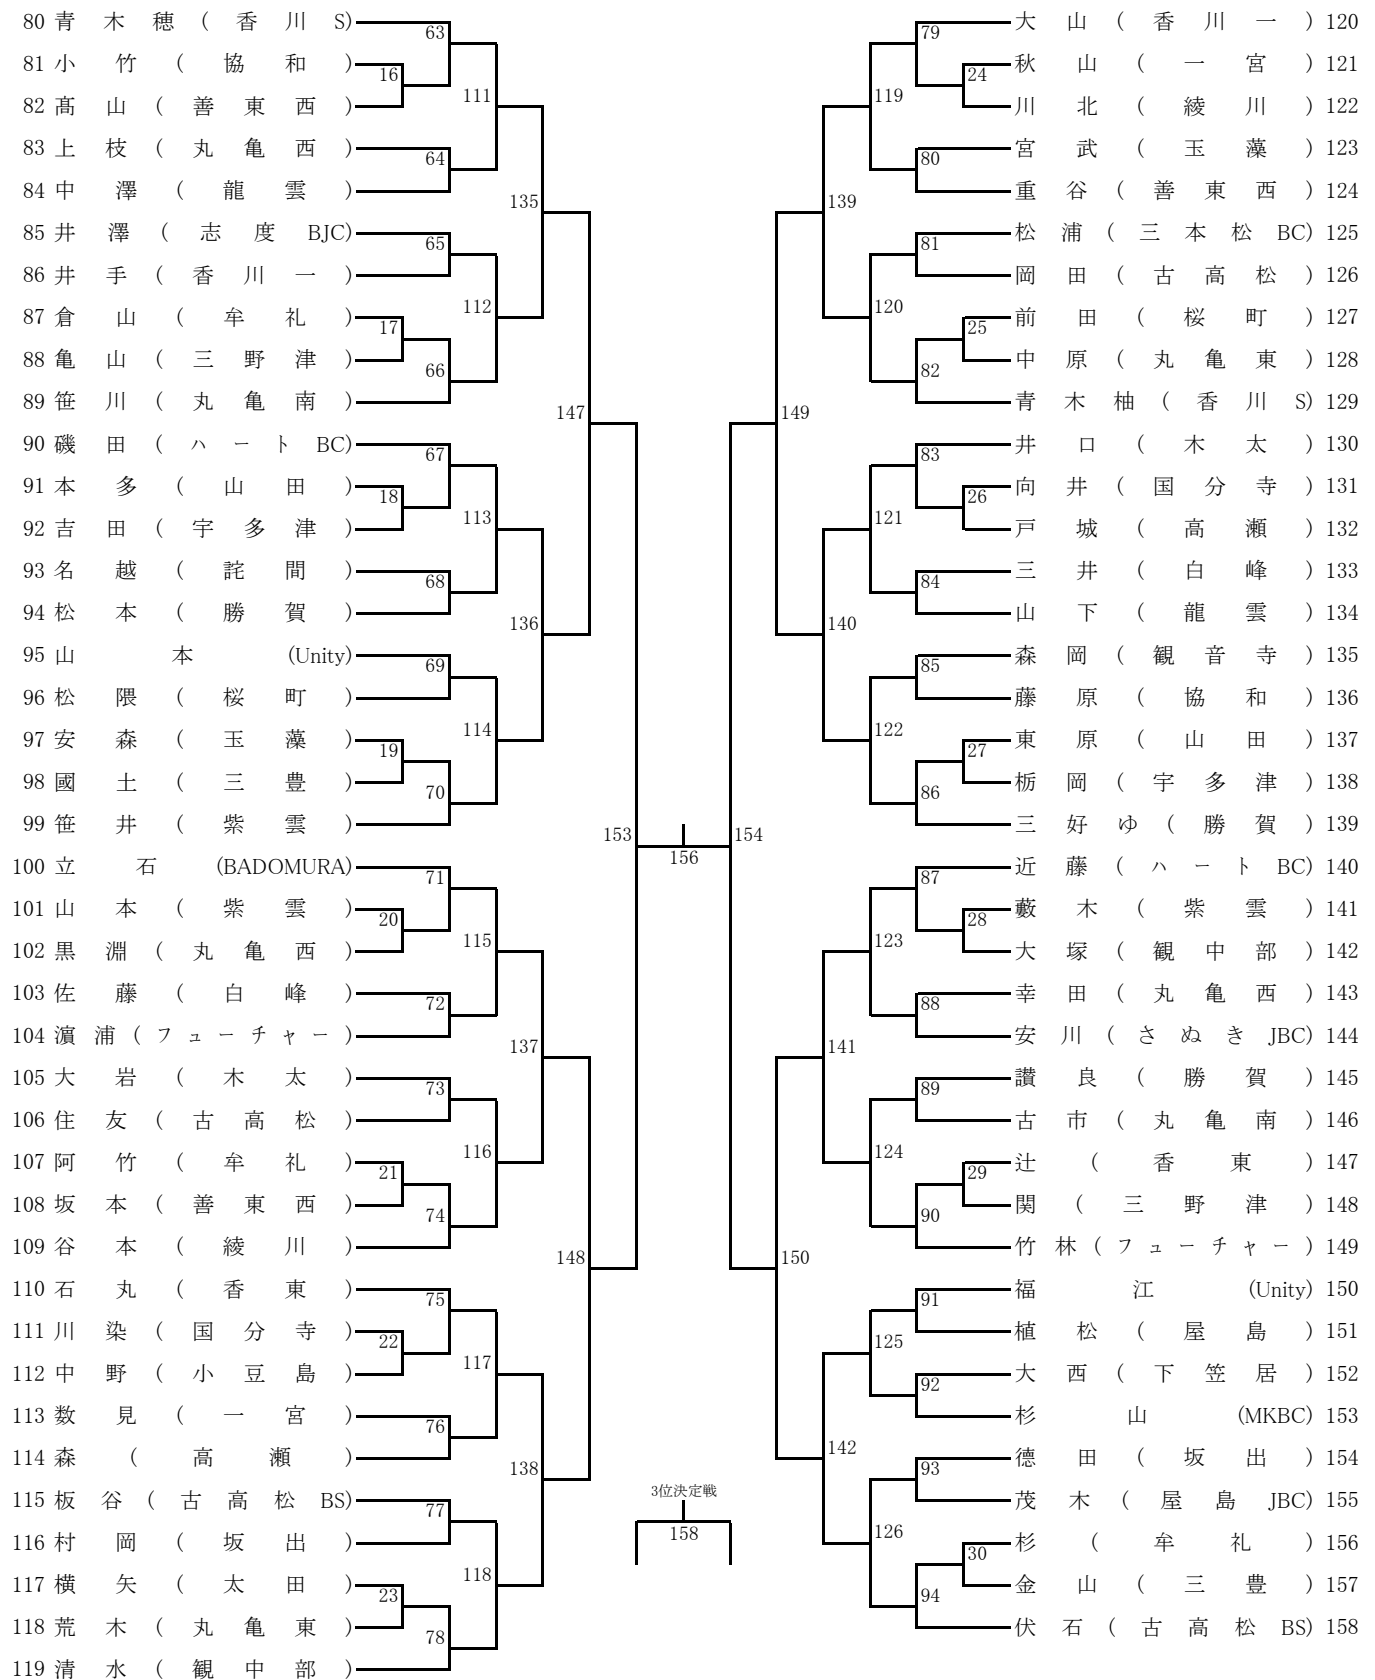 80 青木穂(香川S)
81 小竹(協和)
82 髙山(善東西)
83 上枝(丸亀西)
84 中澤(龍雲)
85 井澤(志度BJC)
86 井手(香川一)
87 倉山(牟礼)
88 亀山(三野津)
89 笹川(丸亀南)
90 磯田(ハートBC)
91 本多(山田)
92 吉田(宇多津)
93 名越(詫間)
94 松本(勝賀)
95 山本(Unity)
96 松隈(桜町)
97 安森(玉藻)
98 國土(三豊)
99 笹井(紫雲)
100 立石(BADOMURA)
101 山本(紫雲)
102 黒淵(丸亀西)
103 佐藤(白峰)
104 濵浦(フューチャー)
105 大岩(木太)
106 住友(古高松)
107 阿竹(牟礼)
108 坂本(善東西)
109 谷本(綾川)
110 石丸(香東)
111 川染(国分寺)
112 中野(小豆島)
113 数見(一宮)
114 森(高瀬)
115 板谷(古高松BS)
116 村岡(坂出)
117 横矢(太田)
118 荒木(丸亀東)
119 清水(観中部)
63
16
111
64
135
65
112
17
66
147
67
18
113
68
136
69
114
19
70
153
71
20
115
72
137
73
116
21
74
148
75
22
117
76
138
77
118
23
78
156
3位決定戦
158
79
24
119
80
139
81
120
25
82
149
83
26
121
84
140
85
122
27
86
154
87
28
123
88
141
89
124
29
90
150
91
125
92
142
93
126
30
94
大山(香川一) 120
秋山(一宮) 121
川北(綾川) 122
宮武(玉藻) 123
重谷(善東西) 124
松浦(三本松BC) 125
岡田(古高松) 126
前田(桜町) 127
中原(丸亀東) 128
青木柚(香川S) 129
井口(木太) 130
向井(国分寺) 131
戸城(高瀬) 132
三井(白峰) 133
山下(龍雲) 134
森岡(観音寺) 135
藤原(協和) 136
東原(山田) 137
栃岡(宇多津) 138
三好ゆ(勝賀) 139
近藤(ハートBC) 140
藪木(紫雲) 141
大塚(観中部) 142
幸田(丸亀西) 143
安川(さぬきJBC) 144
讃良(勝賀) 145
古市(丸亀南) 146
辻(香東) 147
関(三野津) 148
竹林(フューチャー) 149
福江(Unity) 150
植松(屋島) 151
大西(下笠居) 152
杉山(MKBC) 153
德田(坂出) 154
茂木(屋島JBC) 155
杉(牟礼) 156
金山(三豊) 157
伏石(古高松BS) 158